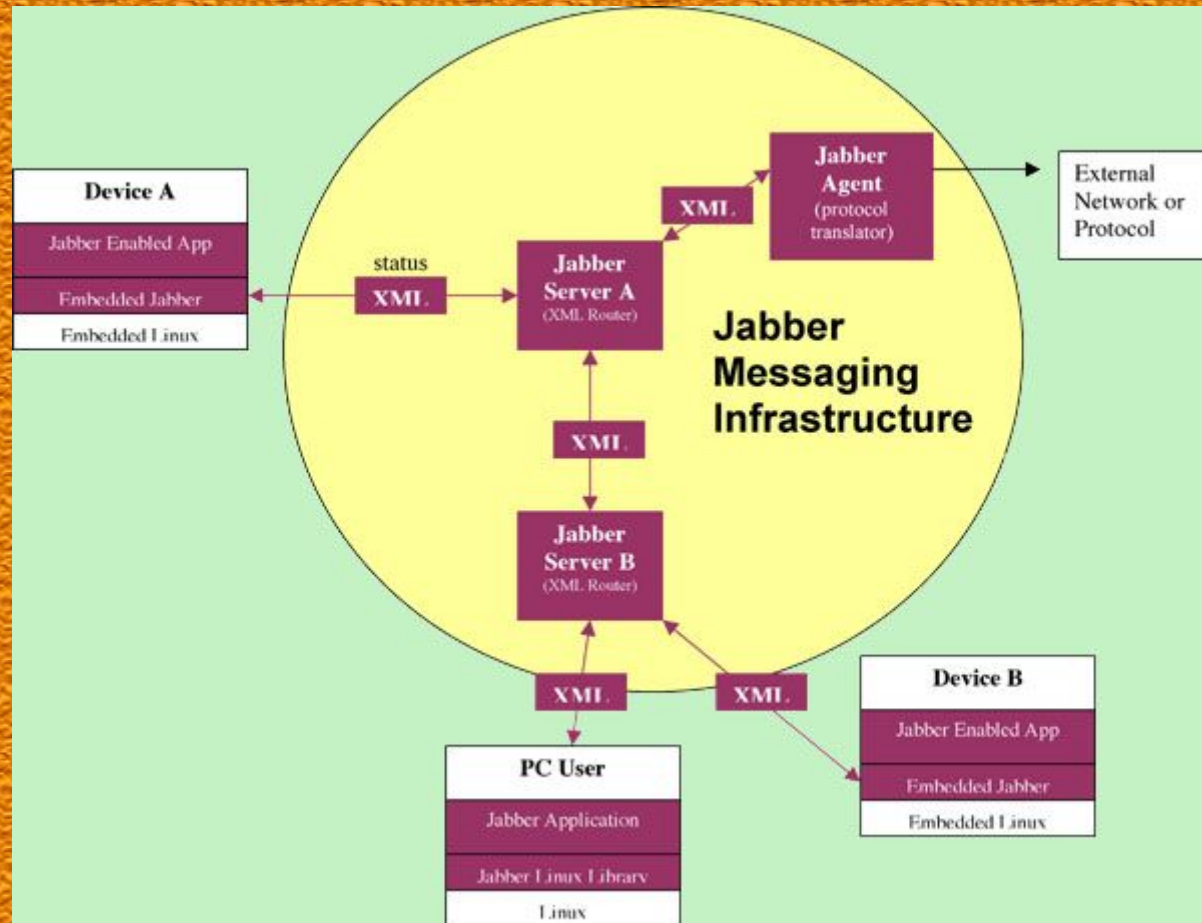 Device A
Jabber Enabled App
Embedded Jabber
Embedded Linux
status
XML
Jabber
Server A
(XML Router)
XML
Jabber
Agent
(protocol
translator)
External
Network or
Protocol
Jabber
Messaging
Infrastructure
XML
Jabber
Server B
(XML Router)
XML
XML
PC User
Jabber Application
Jabber Linux Library
Linux
Device B
Jabber Enabled App
Embedded Jabber
Embedded Linux